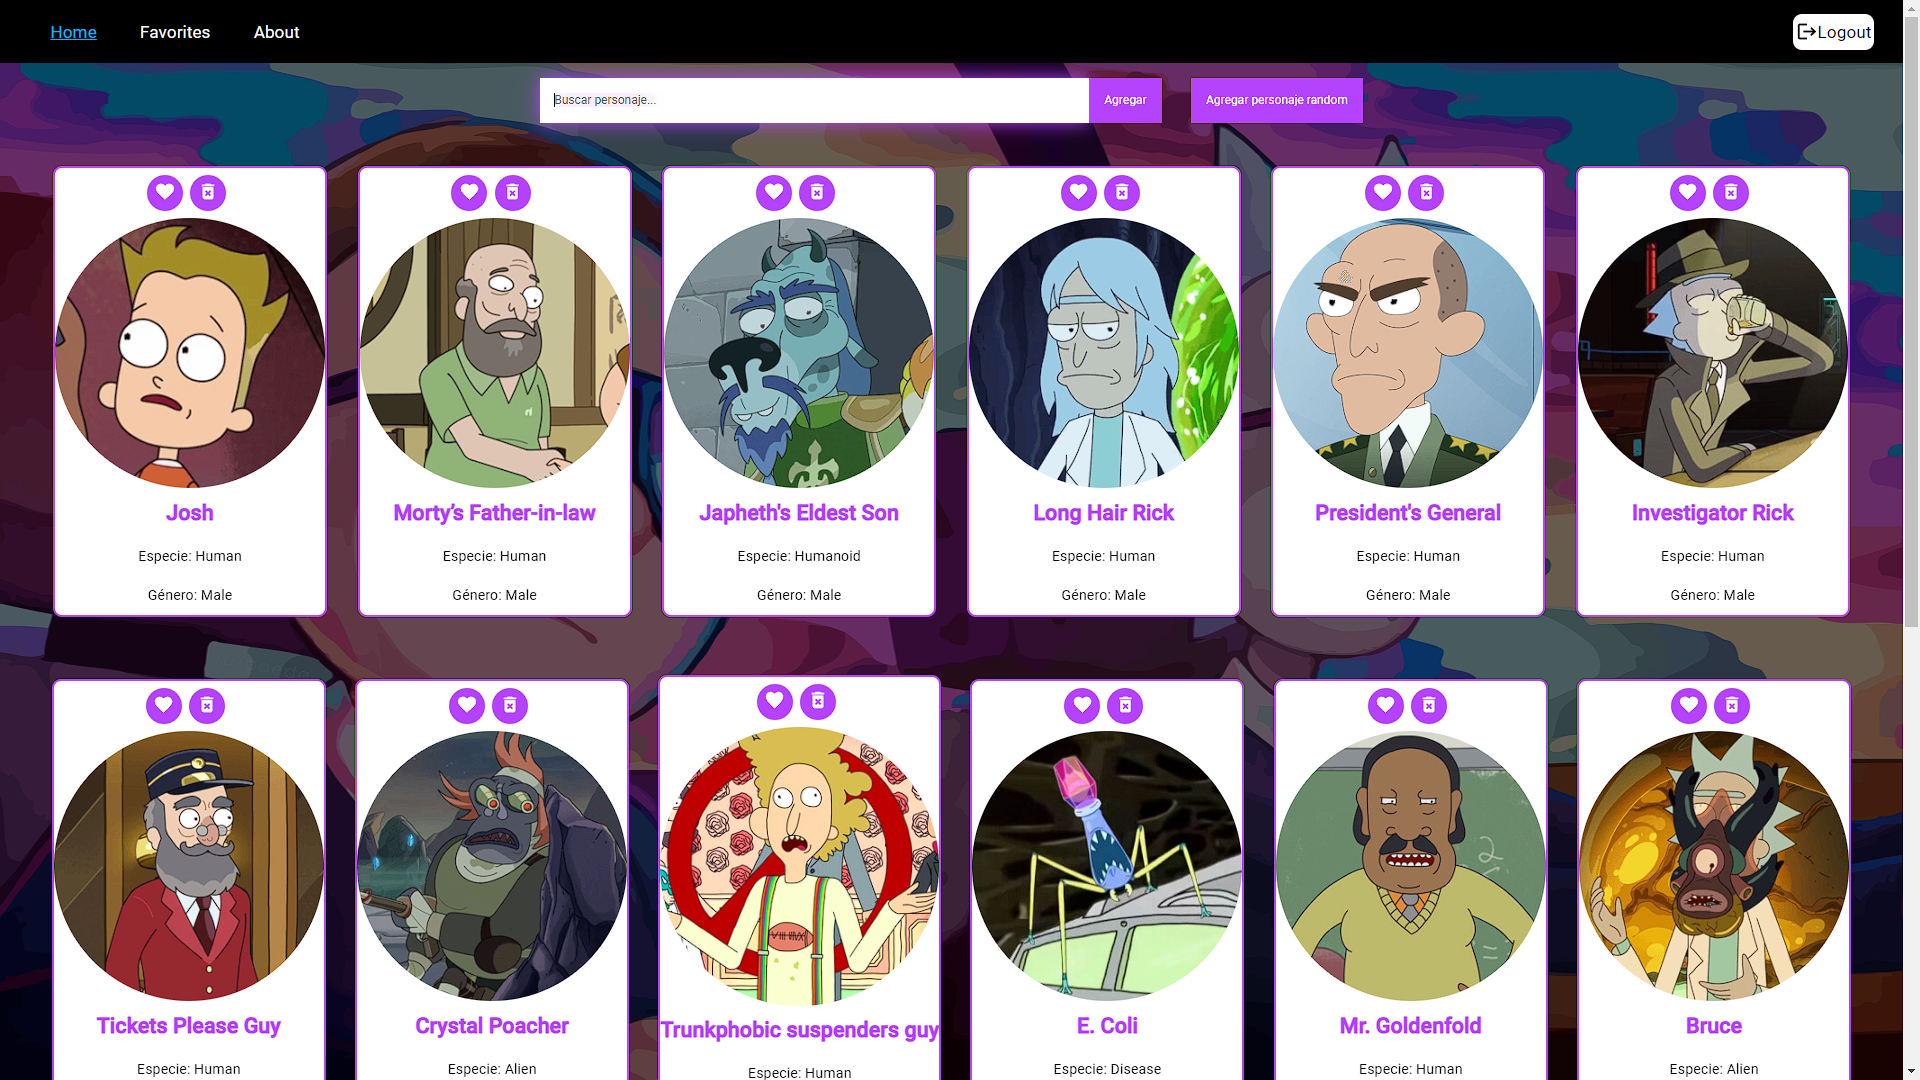 Home
Favorites
About
Logout
Buscar personaje...
Agregar
Agregar personaje random
Josh
Especie: Human
Género: Male
Morty’s Father-in-law
Especie: Human
Género: Male
Japheth's Eldest Son
Especie: Humanoid
Género: Male
Long Hair Rick
Especie: Human
Género: Male
President's General
Especie: Human
Género: Male
Investigator Rick
Especie: Human
Género: Male
Tickets Please Guy
Especie: Human
Crystal Poacher
Especie: Alien
Trunkphobic suspenders guy
Especie: Human
E. Coli
Especie: Disease
Mr. Goldenfold
Especie: Human
Bruce
Especie: Alien